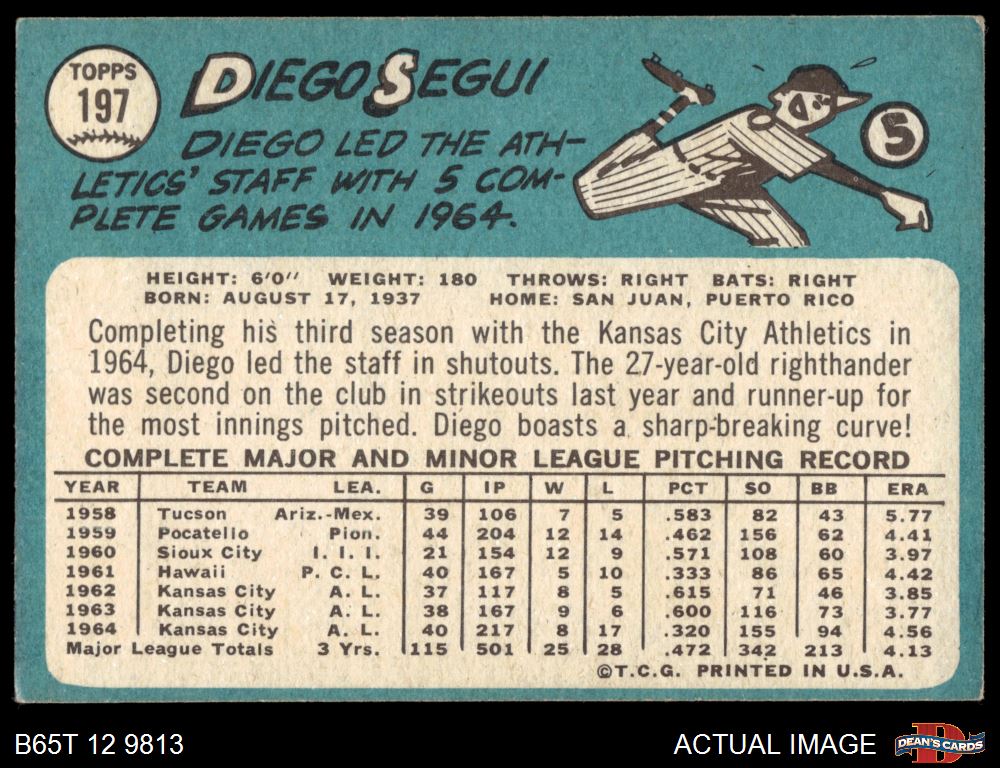 TOPPS
197
DIEGO SEGUI
DIEGO LED THE ATH-
LETICS' STAFF WITH 5 COM-
PLETE GAMES IN 1964.
5
HEIGHT: 6'0" WEIGHT: 180 THROWS: RIGHT BATS: RIGHT
BORN: AUGUST 17, 1937 HOME: SAN JUAN, PUERTO RICO
Completing his third season with the Kansas City Athletics in
1964, Diego led the staff in shutouts. The 27-year-old righthander
was second on the club in strikeouts last year and runner-up for
the most innings pitched. Diego boasts a sharp-breaking curve!
COMPLETE MAJOR AND MINOR LEAGUE PITCHING RECORD
YEAR TEAM LEA. G IP W L PCT SO BB ERA
1958 Tucson Ariz.-Mex. 39 106 7 5 .583 82 43 5.77
1959 Pocatello Pion. 44 204 12 14 .462 156 62 4.41
1960 Sioux City I. I. I. 21 154 12 9 .571 108 60 3.97
1961 Hawaii P. C. L. 40 167 5 10 .333 86 65 4.42
1962 Kansas City A. L. 37 117 8 5 .615 71 46 3.85
1963 Kansas City A. L. 38 167 9 6 .600 116 73 3.77
1964 Kansas City A. L. 40 217 8 17 .320 155 94 4.56
Major League Totals 3 Yrs. 115 501 25 28 .472 342 213 4.13
©T.C.G. PRINTED IN U.S.A.
B65T 12 9813
ACTUAL IMAGE
D
DEAN'S CARDS